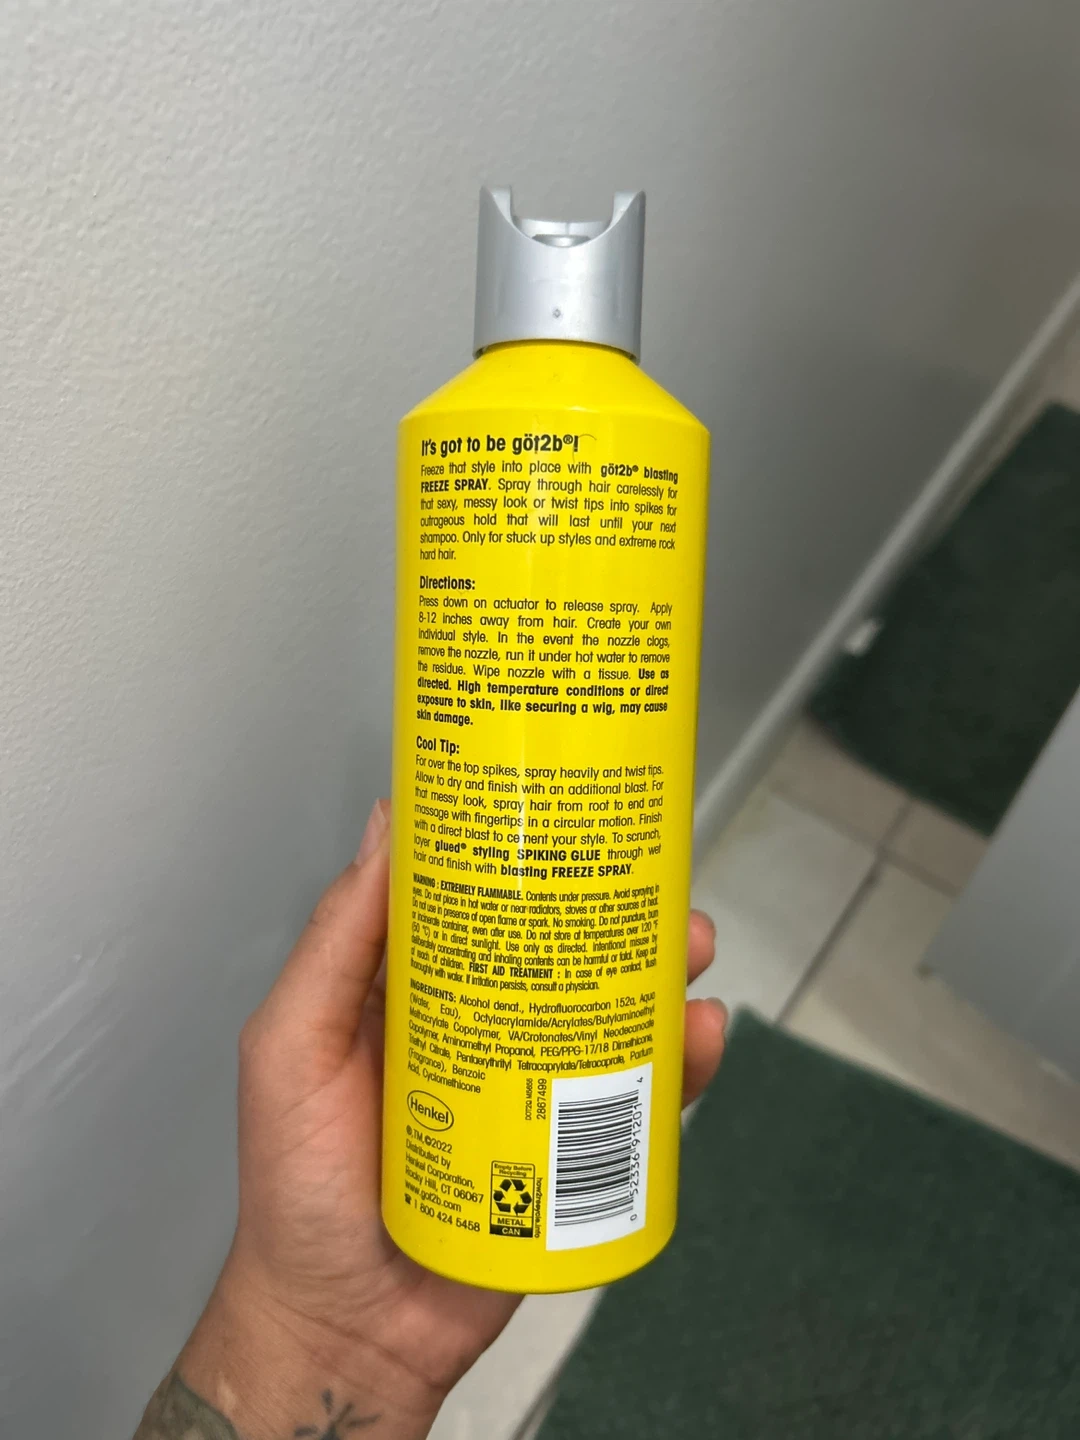 It's got to be göt2b®!
Freeze that style into place with göt2b® blasting
FREEZE SPRAY. Spray through hair carelessly for
that sexy, messy look or twist tips into spikes for
outrageous hold that will last until your next
shampoo. Only for stuck up styles and extreme rock
hard hair.
Directions:
Press down on actuator to release spray. Apply
8-12 inches away from hair. Create your own
individual style. In the event the nozzle clogs,
remove the nozzle, run it under hot water to remove
the residue. Wipe nozzle with a tissue. Use as
directed. High temperature conditions or direct
exposure to skin, like securing a wig, may cause
skin damage.
Cool Tip:
For over the top spikes, spray heavily and twist tips.
Allow to dry and finish with an additional blast. For
that messy look, spray hair from root to end and
massage with fingertips in a circular motion. Finish
with a direct blast to cement your style. To scrunch,
layer glued® styling SPIKING GLUE through wet
hair and finish with blasting FREEZE SPRAY.
WARNING : EXTREMELY FLAMMABLE. Contents under pressure. Avoid spraying in
eyes. Do not place in hot water or near radiators, stoves or other sources of heat.
Do not use in presence of open flame or spark. No smoking. Do not puncture, burn
or incinerate container, even after use. Do not store at temperatures over 120 °F
(50 °C) or in direct sunlight. Use only as directed. Intentional misuse by
deliberately concentrating and inhaling contents can be harmful or fatal. Keep out
of reach of children. FIRST AID TREATMENT : In case of eye contact, flush
thoroughly with water. If irritation persists, consult a physician.
INGREDIENTS: Alcohol denat., Hydrofluorocarbon 152a, Aqua
(Water, Eau), Octylacrylamide/Acrylates/Butylaminoethyl
Methacrylate Copolymer, VA/Crotonates/Vinyl Neodecanoate
Copolymer, Aminomethyl Propanol, PEG/PPG-17/18 Dimethicone,
Triethyl Citrate, Pentaerythrityl Tetracaprylate/Tetracaprate, Parfum
(Fragrance), Benzoic
Acid, Cyclomethicone
Henkel
®,TM,©2022
Distributed by
Henkel Corporation,
Rocky Hill, CT 06067
www.got2b.com
☎ 1 800 424 5458
Empty Before
Recycling
METAL
CAN
how2recycle.info
2867499
0 52336 91201 4